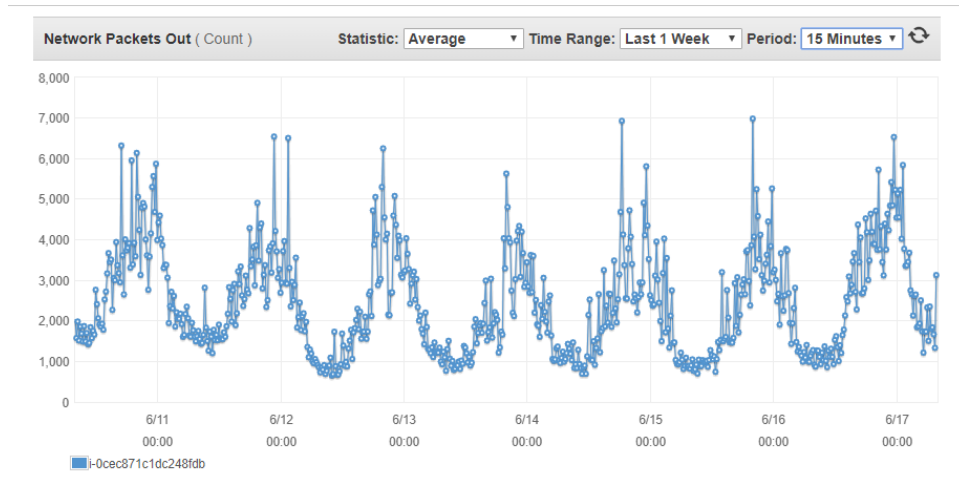 Network Packets Out ( Count ) Statistic: Average Time Range: Last 1 Week Period: 15 Minutes
8,000
7,000
6,000
5,000
4,000
3,000
2,000
1,000
0
6/11 6/12 6/13 6/14 6/15 6/16 6/17
00:00 00:00 00:00 00:00 00:00 00:00 00:00
i-0cec871c1dc248fdb